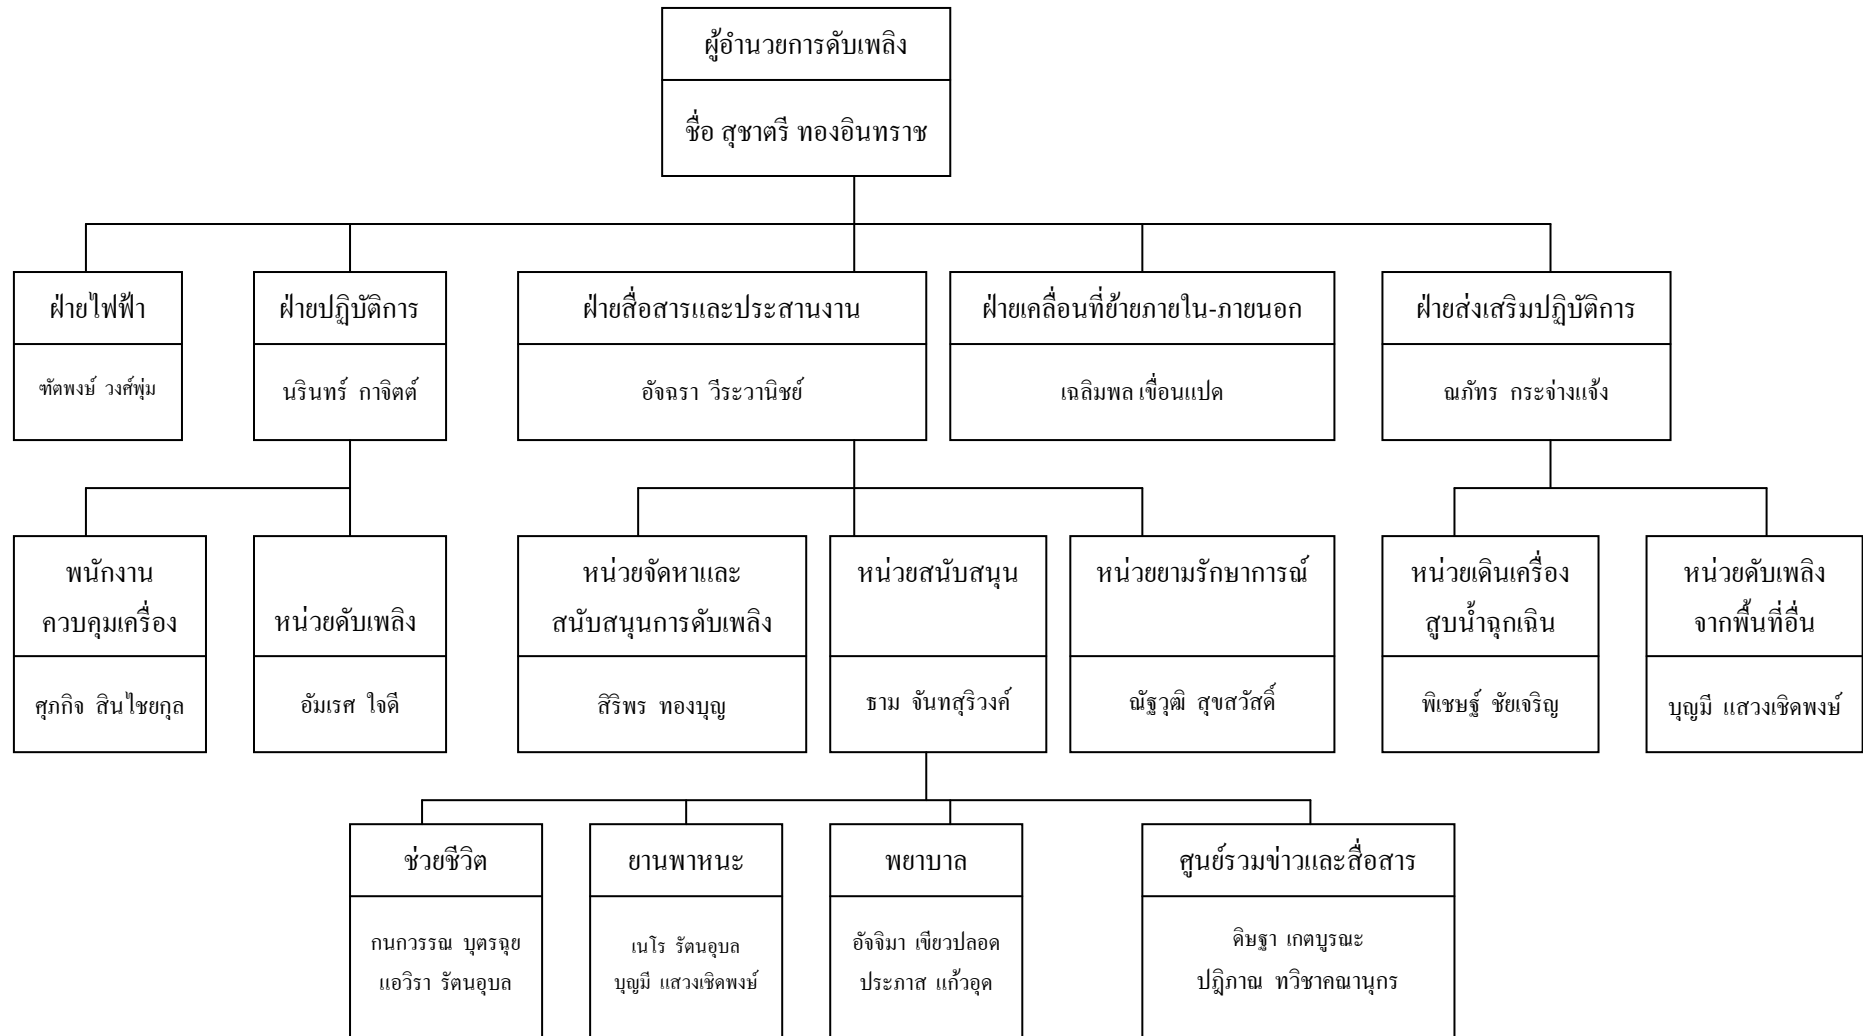 ผู้อำนวยการดับเพลิง
ชื่อ สุชาตรี ทองอินทราช
ฝ่ายไฟฟ้า
ฑัตพงษ์ วงศ์พุ่ม
ฝ่ายปฏิบัติการ
นรินทร์ กาจิตต์
ฝ่ายสื่อสารและประสานงาน
อัจฉรา วีระวานิชย์
ฝ่ายเคลื่อนที่ย้ายภายใน-ภายนอก
เฉลิมพล เขื่อนแปด
ฝ่ายส่งเสริมปฏิบัติการ
ณภัทร กระจ่างแจ้ง
พนักงาน
ควบคุมเครื่อง
ศุภกิจ สินไชยกุล
หน่วยดับเพลิง
อัมเรศ ใจดี
หน่วยจัดหาและ
สนับสนุนการดับเพลิง
สิริพร ทองบุญ
หน่วยสนับสนุน
ธาม จันทสุริวงค์
หน่วยยามรักษาการณ์
ณัฐวุฒิ สุขสวัสดิ์
หน่วยเดินเครื่อง
สูบน้ำฉุกเฉิน
พิเชษฐ์ ชัยเจริญ
หน่วยดับเพลิง
จากพื้นที่อื่น
บุญมี แสวงเชิดพงษ์
ช่วยชีวิต
กนกวรรณ บุตรฉุย
แอวิรา รัตนอุบล
ยานพาหนะ
เนโร รัตนอุบล
บุญมี แสวงเชิดพงษ์
พยาบาล
อัจจิมา เขียวปลอด
ประภาส แก้วอุด
ศูนย์รวมข่าวและสื่อสาร
ดิษฐา เกตบูรณะ
ปฎิภาณ ทวิชาคณานุกร